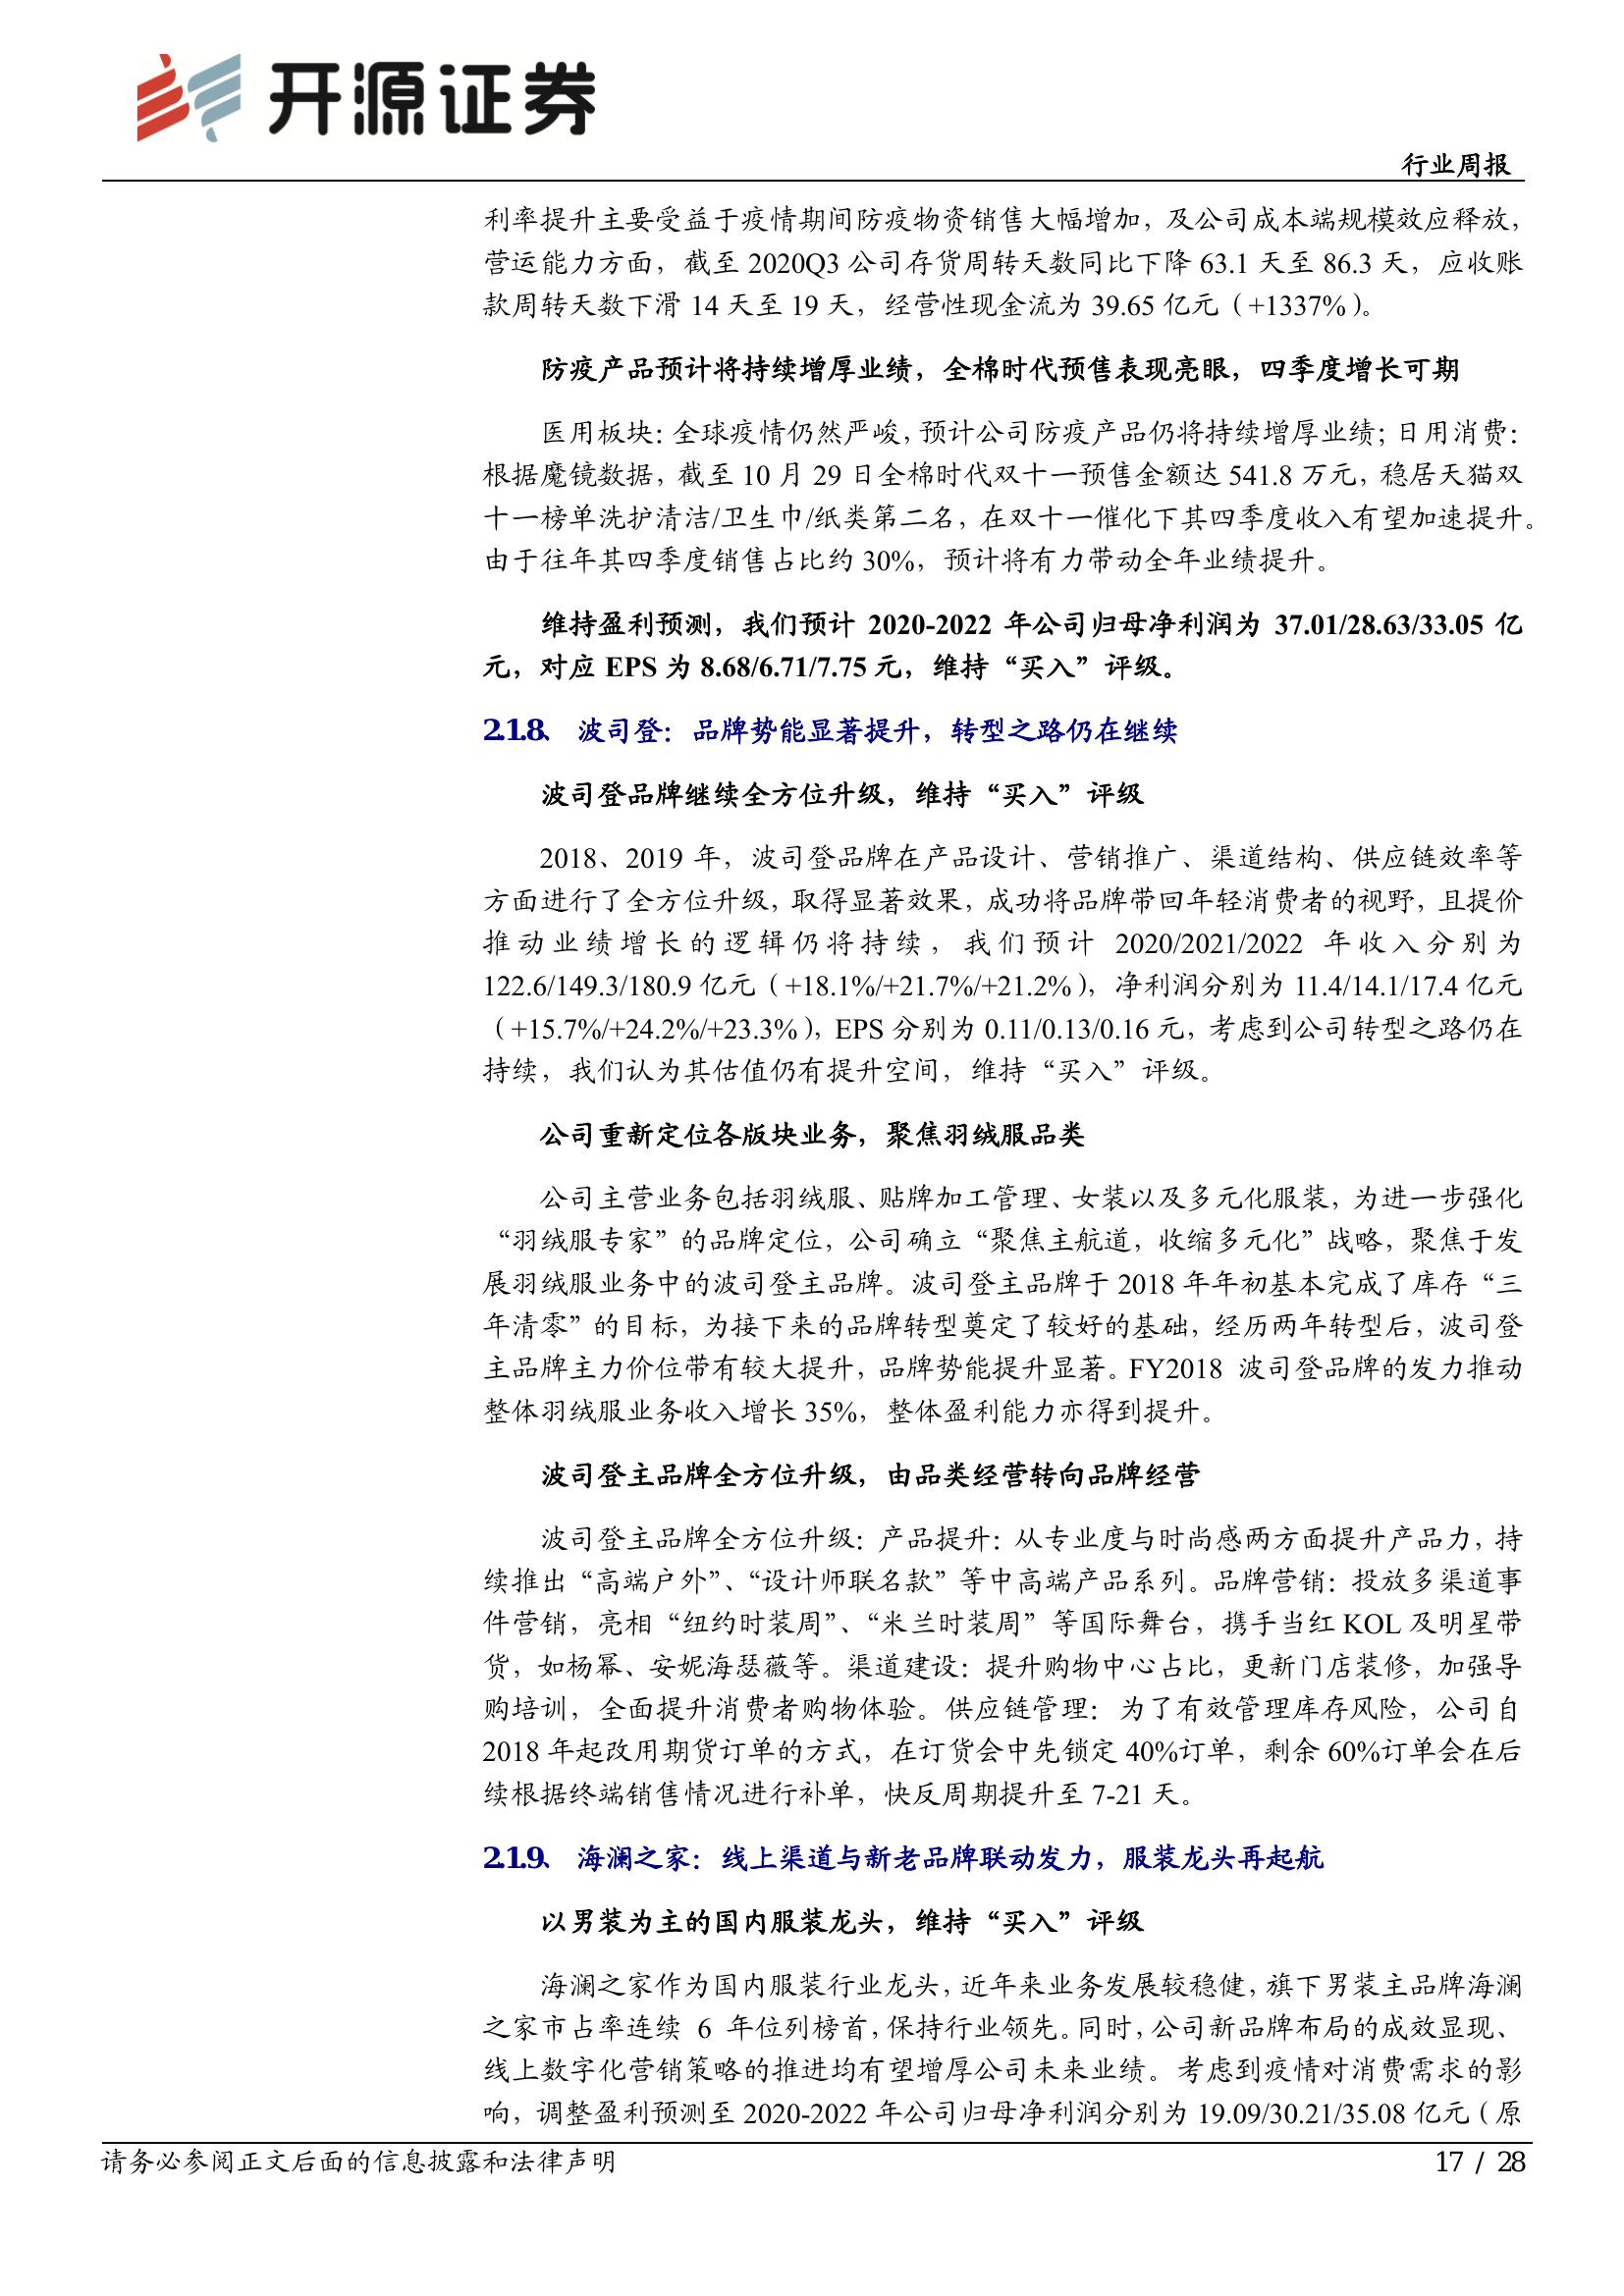 开源证券
行业周报
利率提升主要受益于疫情期间防疫物资销售大幅增加，及公司成本端规模效应释放，
营运能力方面，截至 2020Q3 公司存货周转天数同比下降 63.1 天至 86.3 天，应收账
款周转天数下滑 14 天至 19 天，经营性现金流为 39.65 亿元（+1337%）。
防疫产品预计将持续增厚业绩，全棉时代预售表现亮眼，四季度增长可期
医用板块：全球疫情仍然严峻，预计公司防疫产品仍将持续增厚业绩；日用消费：
根据魔镜数据，截至 10 月 29 日全棉时代双十一预售金额达 541.8 万元，稳居天猫双
十一榜单洗护清洁/卫生巾/纸类第二名，在双十一催化下其四季度收入有望加速提升。
由于往年其四季度销售占比约 30%，预计将有力带动全年业绩提升。
维持盈利预测，我们预计 2020-2022 年公司归母净利润为 37.01/28.63/33.05 亿
元，对应 EPS 为 8.68/6.71/7.75 元，维持“买入”评级。
2.1.8、 波司登：品牌势能显著提升，转型之路仍在继续
波司登品牌继续全方位升级，维持“买入”评级
2018、2019 年，波司登品牌在产品设计、营销推广、渠道结构、供应链效率等
方面进行了全方位升级，取得显著效果，成功将品牌带回年轻消费者的视野，且提价
推动业绩增长的逻辑仍将持续，我们预计 2020/2021/2022 年收入分别为
122.6/149.3/180.9 亿元（+18.1%/+21.7%/+21.2%），净利润分别为 11.4/14.1/17.4 亿元
（+15.7%/+24.2%/+23.3%），EPS 分别为 0.11/0.13/0.16 元，考虑到公司转型之路仍在
持续，我们认为其估值仍有提升空间，维持“买入”评级。
公司重新定位各版块业务，聚焦羽绒服品类
公司主营业务包括羽绒服、贴牌加工管理、女装以及多元化服装，为进一步强化
“羽绒服专家”的品牌定位，公司确立“聚焦主航道，收缩多元化”战略，聚焦于发
展羽绒服业务中的波司登主品牌。波司登主品牌于 2018 年年初基本完成了库存“三
年清零”的目标，为接下来的品牌转型奠定了较好的基础，经历两年转型后，波司登
主品牌主力价位带有较大提升，品牌势能提升显著。FY2018 波司登品牌的发力推动
整体羽绒服业务收入增长 35%，整体盈利能力亦得到提升。
波司登主品牌全方位升级，由品类经营转向品牌经营
波司登主品牌全方位升级：产品提升：从专业度与时尚感两方面提升产品力，持
续推出“高端户外”、“设计师联名款”等中高端产品系列。品牌营销：投放多渠道事
件营销，亮相“纽约时装周”、“米兰时装周”等国际舞台，携手当红 KOL 及明星带
货，如杨幂、安妮海瑟薇等。渠道建设：提升购物中心占比，更新门店装修，加强导
购培训，全面提升消费者购物体验。供应链管理：为了有效管理库存风险，公司自
2018 年起改用期货订单的方式，在订货会中先锁定 40%订单，剩余 60%订单会在后
续根据终端销售情况进行补单，快反周期提升至 7-21 天。
2.1.9、 海澜之家：线上渠道与新老品牌联动发力，服装龙头再起航
以男装为主的国内服装龙头，维持“买入”评级
海澜之家作为国内服装行业龙头，近年来业务发展较稳健，旗下男装主品牌海澜
之家市占率连续 6 年位列榜首，保持行业领先。同时，公司新品牌布局的成效显现、
线上数字化营销策略的推进均有望增厚公司未来业绩。考虑到疫情对消费需求的影
响，调整盈利预测至 2020-2022 年公司归母净利润分别为 19.09/30.21/35.08 亿元（原
请务必参阅正文后面的信息披露和法律声明
17 / 28